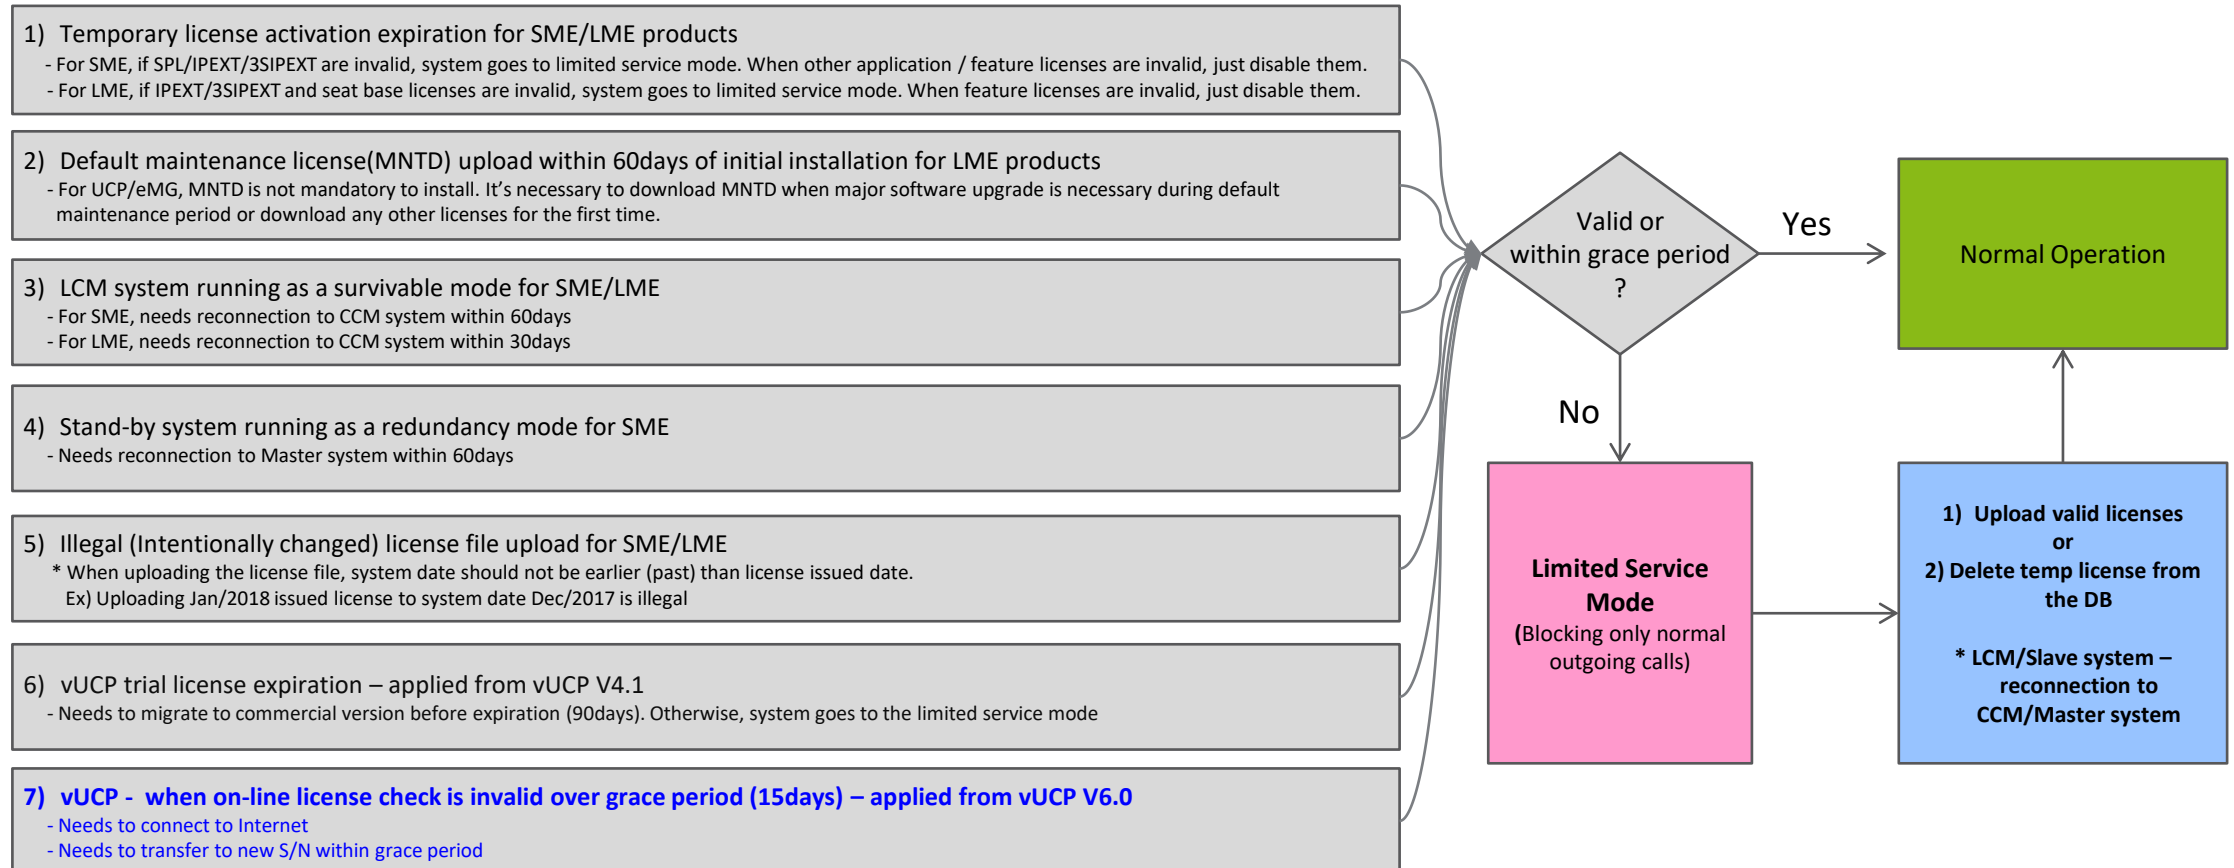 1) Temporary license activation expiration for SME/LME products
- For SME, if SPL/IPEXT/3SIPEXT are invalid, system goes to limited service mode. When other application / feature licenses are invalid, just disable them.
- For LME, if IPEXT/3SIPEXT and seat base licenses are invalid, system goes to limited service mode. When feature licenses are invalid, just disable them.
2) Default maintenance license(MNTD) upload within 60days of initial installation for LME products
- For UCP/eMG, MNTD is not mandatory to install. It’s necessary to download MNTD when major software upgrade is necessary during default
maintenance period or download any other licenses for the first time.
3) LCM system running as a survivable mode for SME/LME
- For SME, needs reconnection to CCM system within 60days
- For LME, needs reconnection to CCM system within 30days
4) Stand-by system running as a redundancy mode for SME
- Needs reconnection to Master system within 60days
5) Illegal (Intentionally changed) license file upload for SME/LME
* When uploading the license file, system date should not be earlier (past) than license issued date.
Ex) Uploading Jan/2018 issued license to system date Dec/2017 is illegal
6) vUCP trial license expiration – applied from vUCP V4.1
- Needs to migrate to commercial version before expiration (90days). Otherwise, system goes to the limited service mode
7) vUCP - when on-line license check is invalid over grace period (15days) – applied from vUCP V6.0
- Needs to connect to Internet
- Needs to transfer to new S/N within grace period
Valid or
within grace period
?
Yes
Normal Operation
No
Limited Service
Mode
(Blocking only normal
outgoing calls)
1) Upload valid licenses
or
2) Delete temp license from
the DB
* LCM/Slave system –
reconnection to
CCM/Master system